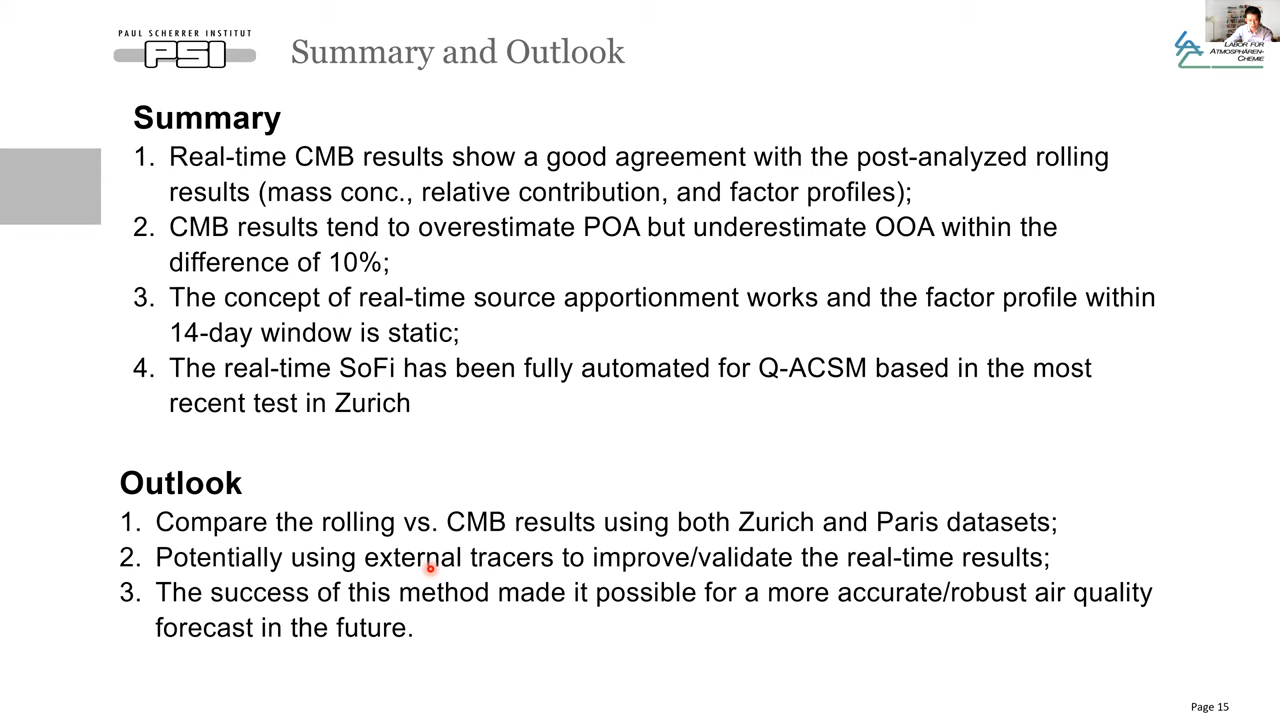 PAUL SCHERRER INSTITUT
PSI
Summary and Outlook
LABOR FÜR
ATMOSPHÄREN-
CHEMIE
Summary
1. Real-time CMB results show a good agreement with the post-analyzed rolling
results (mass conc., relative contribution, and factor profiles);
2. CMB results tend to overestimate POA but underestimate OOA within the
difference of 10%;
3. The concept of real-time source apportionment works and the factor profile within
14-day window is static;
4. The real-time SoFi has been fully automated for Q-ACSM based in the most
recent test in Zurich
Outlook
1. Compare the rolling vs. CMB results using both Zurich and Paris datasets;
2. Potentially using external tracers to improve/validate the real-time results;
3. The success of this method made it possible for a more accurate/robust air quality
forecast in the future.
Page 15